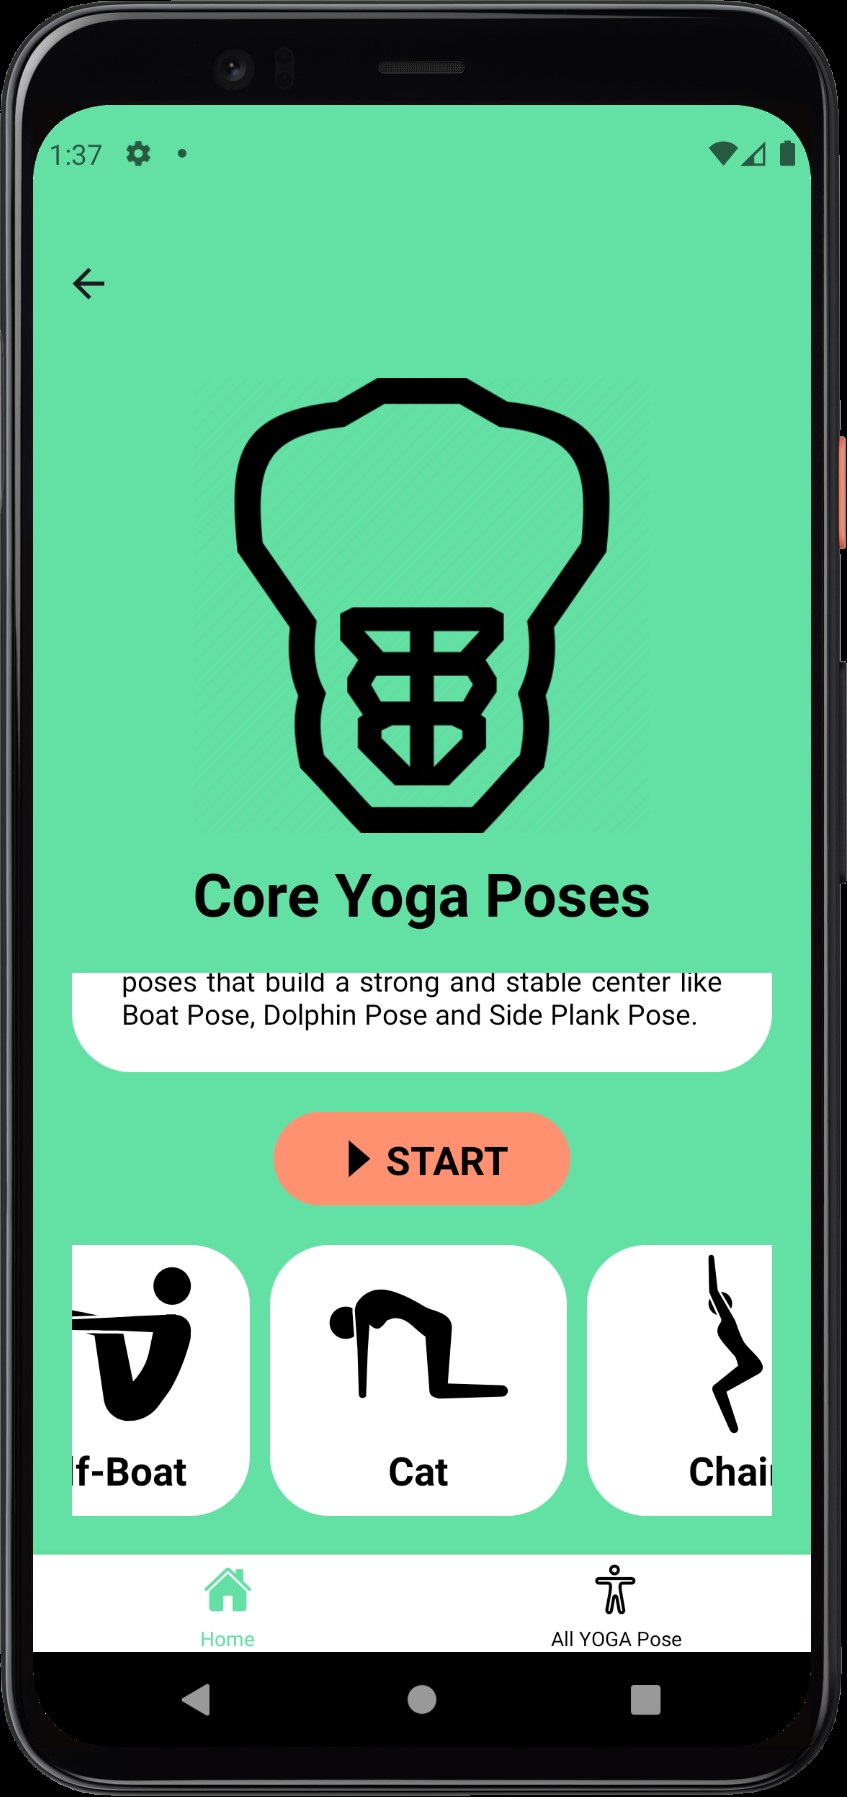 1:37
Core Yoga Poses
poses that build a strong and stable center like
Boat Pose, Dolphin Pose and Side Plank Pose.
START
lf-Boat
Cat
Chair
Home
All YOGA Pose